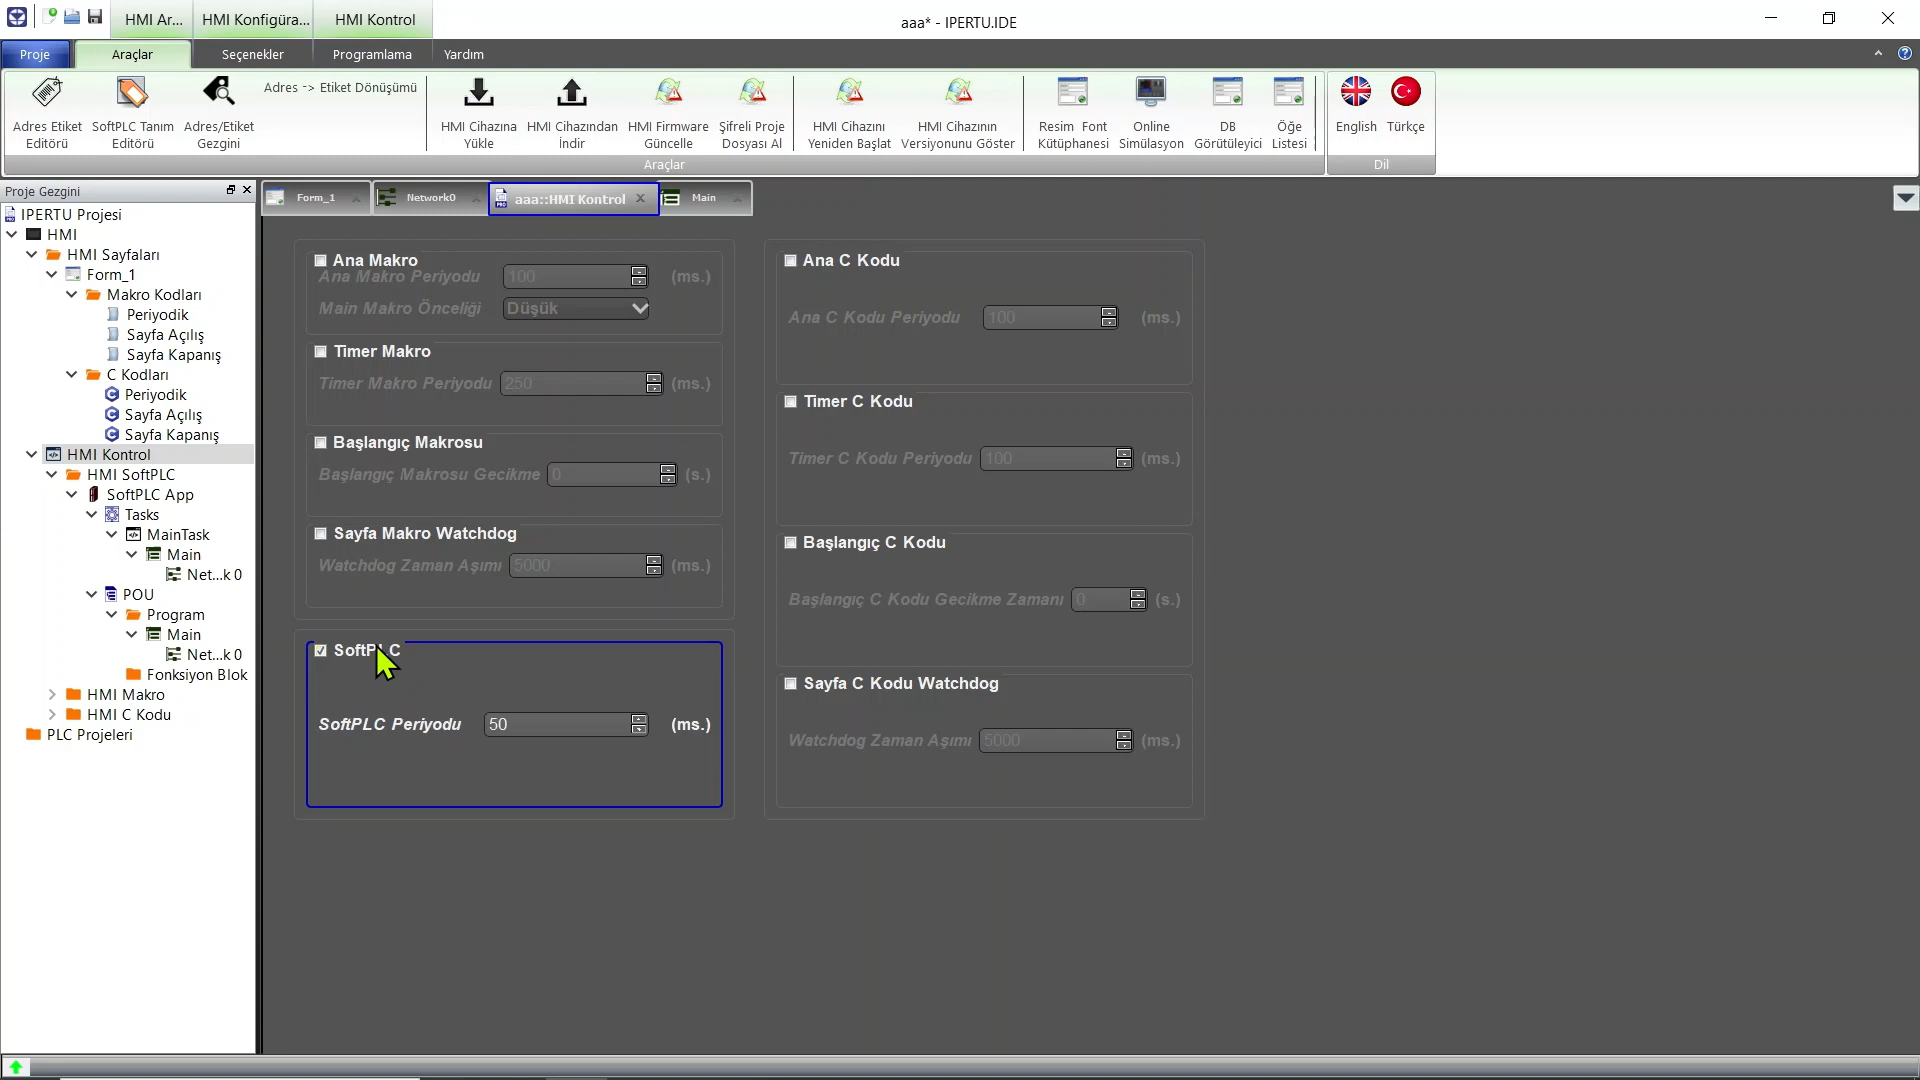 HMI Ar...
HMI Konfigüra...
HMI Kontrol
aaa* - IPERTU.IDE
Proje
Araçlar
Seçenekler
Programlama
Yardım
Adres Etiket
Editörü
SoftPLC Tanım
Editörü
Adres/Etiket
Gezgini
Adres -> Etiket Dönüşümü
HMI Cihazına
Yükle
HMI Cihazından
İndir
HMI Firmware
Güncelle
Şifreli Proje
Dosyası Al
HMI Cihazını
Yeniden Başlat
HMI Cihazının
Versiyonunu Göster
Resim Font
Kütüphanesi
Online
Simülasyon
DB
Görütüleyici
Öğe
Listesi
English
Türkçe
Araçlar
Dil
Proje Gezgini
IPERTU Projesi
HMI
HMI Sayfaları
Form_1
Makro Kodları
Periyodik
Sayfa Açılış
Sayfa Kapanış
C Kodları
Periyodik
Sayfa Açılış
Sayfa Kapanış
HMI Kontrol
HMI SoftPLC
SoftPLC App
Tasks
MainTask
Main
Net...k 0
POU
Program
Main
Net...k 0
Fonksiyon Blok
HMI Makro
HMI C Kodu
PLC Projeleri
Form_1
Network0
aaa::HMI Kontrol
Main
Ana Makro
Ana Makro Periyodu 100 (ms.)
Main Makro Önceliği Düşük
Timer Makro
Timer Makro Periyodu 250 (ms.)
Başlangıç Makrosu
Başlangıç Makrosu Gecikme 0 (s.)
Sayfa Makro Watchdog
Watchdog Zaman Aşımı 5000 (ms.)
SoftPLC
SoftPLC Periyodu 50 (ms.)
Ana C Kodu
Ana C Kodu Periyodu 100 (ms.)
Timer C Kodu
Timer C Kodu Periyodu 100 (ms.)
Başlangıç C Kodu
Başlangıç C Kodu Gecikme Zamanı 0 (s.)
Sayfa C Kodu Watchdog
Watchdog Zaman Aşımı 5000 (ms.)